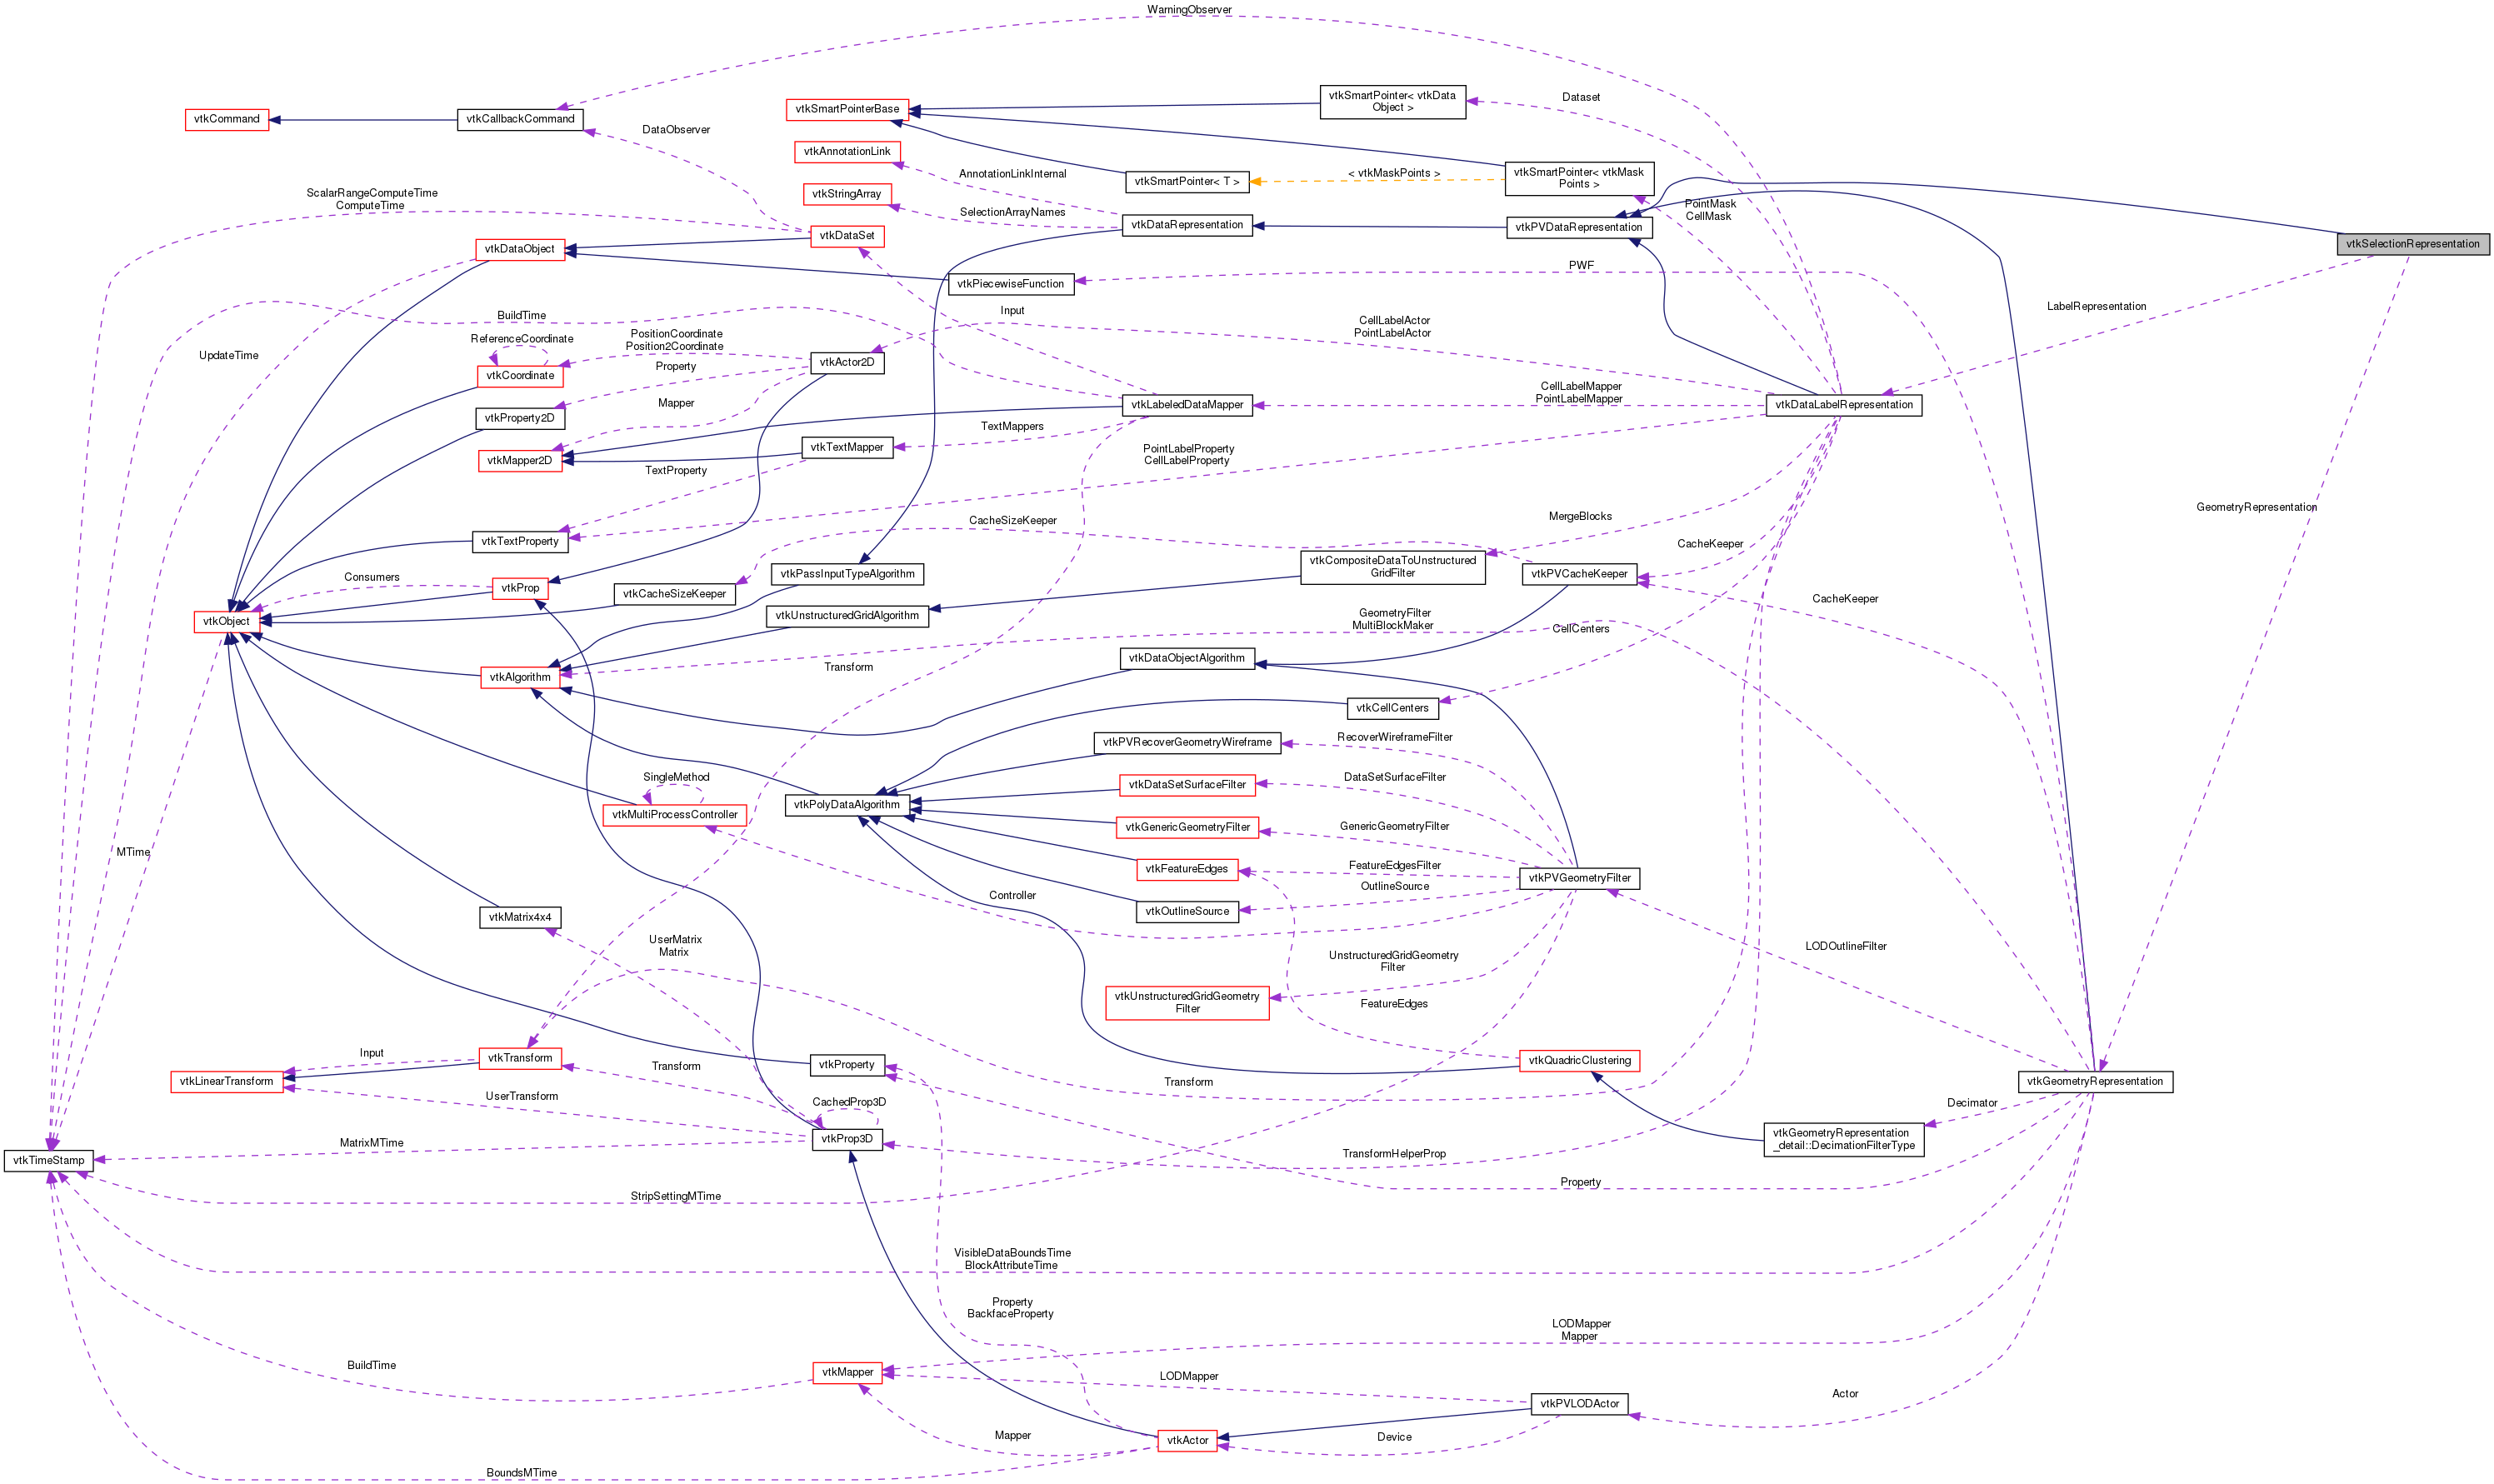 WarningObserver
vtkCommand
vtkCallbackCommand
vtkSmartPointerBase
vtkSmartPointer< vtkData
Object >
Dataset
DataObserver
vtkAnnotationLink
AnnotationLinkInternal
vtkSmartPointer< T >
< vtkMaskPoints >
vtkSmartPointer< vtkMask
Points >
ScalarRangeComputeTime
ComputeTime
vtkStringArray
SelectionArrayNames
PointMask
CellMask
vtkDataObject
vtkDataSet
vtkDataRepresentation
vtkPVDataRepresentation
vtkSelectionRepresentation
vtkPiecewiseFunction
PWF
BuildTime
Input
LabelRepresentation
UpdateTime
ReferenceCoordinate
PositionCoordinate
Position2Coordinate
CellLabelActor
PointLabelActor
vtkCoordinate
vtkActor2D
Property
CellLabelMapper
PointLabelMapper
Mapper
vtkProperty2D
vtkLabeledDataMapper
vtkDataLabelRepresentation
TextMappers
vtkMapper2D
vtkTextMapper
TextProperty
PointLabelProperty
CellLabelProperty
GeometryRepresentation
CacheSizeKeeper
MergeBlocks
vtkTextProperty
CacheKeeper
vtkCompositeDataToUnstructured
GridFilter
vtkPassInputTypeAlgorithm
vtkPVCacheKeeper
Consumers
vtkProp
vtkCacheSizeKeeper
CacheKeeper
vtkUnstructuredGridAlgorithm
GeometryFilter
MultiBlockMaker
vtkObject
CellCenters
vtkDataObjectAlgorithm
Transform
vtkAlgorithm
vtkCellCenters
vtkPVRecoverGeometryWireframe
RecoverWireframeFilter
SingleMethod
vtkDataSetSurfaceFilter
DataSetSurfaceFilter
vtkPolyDataAlgorithm
vtkMultiProcessController
vtkGenericGeometryFilter
GenericGeometryFilter
MTime
vtkFeatureEdges
FeatureEdgesFilter
vtkPVGeometryFilter
OutlineSource
Controller
vtkMatrix4x4
vtkOutlineSource
UserMatrix
Matrix
LODOutlineFilter
UnstructuredGridGeometry
Filter
vtkUnstructuredGridGeometry
Filter
FeatureEdges
Input
vtkTransform
vtkProperty
vtkQuadricClustering
vtkLinearTransform
Transform
Transform
vtkGeometryRepresentation
UserTransform
CachedProp3D
Decimator
vtkProp3D
MatrixMTime
vtkGeometryRepresentation
_detail::DecimationFilterType
vtkTimeStamp
TransformHelperProp
StripSettingMTime
Property
VisibleDataBoundsTime
BlockAttributeTime
Property
BackfaceProperty
LODMapper
Mapper
BuildTime
vtkMapper
LODMapper
vtkPVLODActor
Actor
Mapper
vtkActor
Device
BoundsMTime